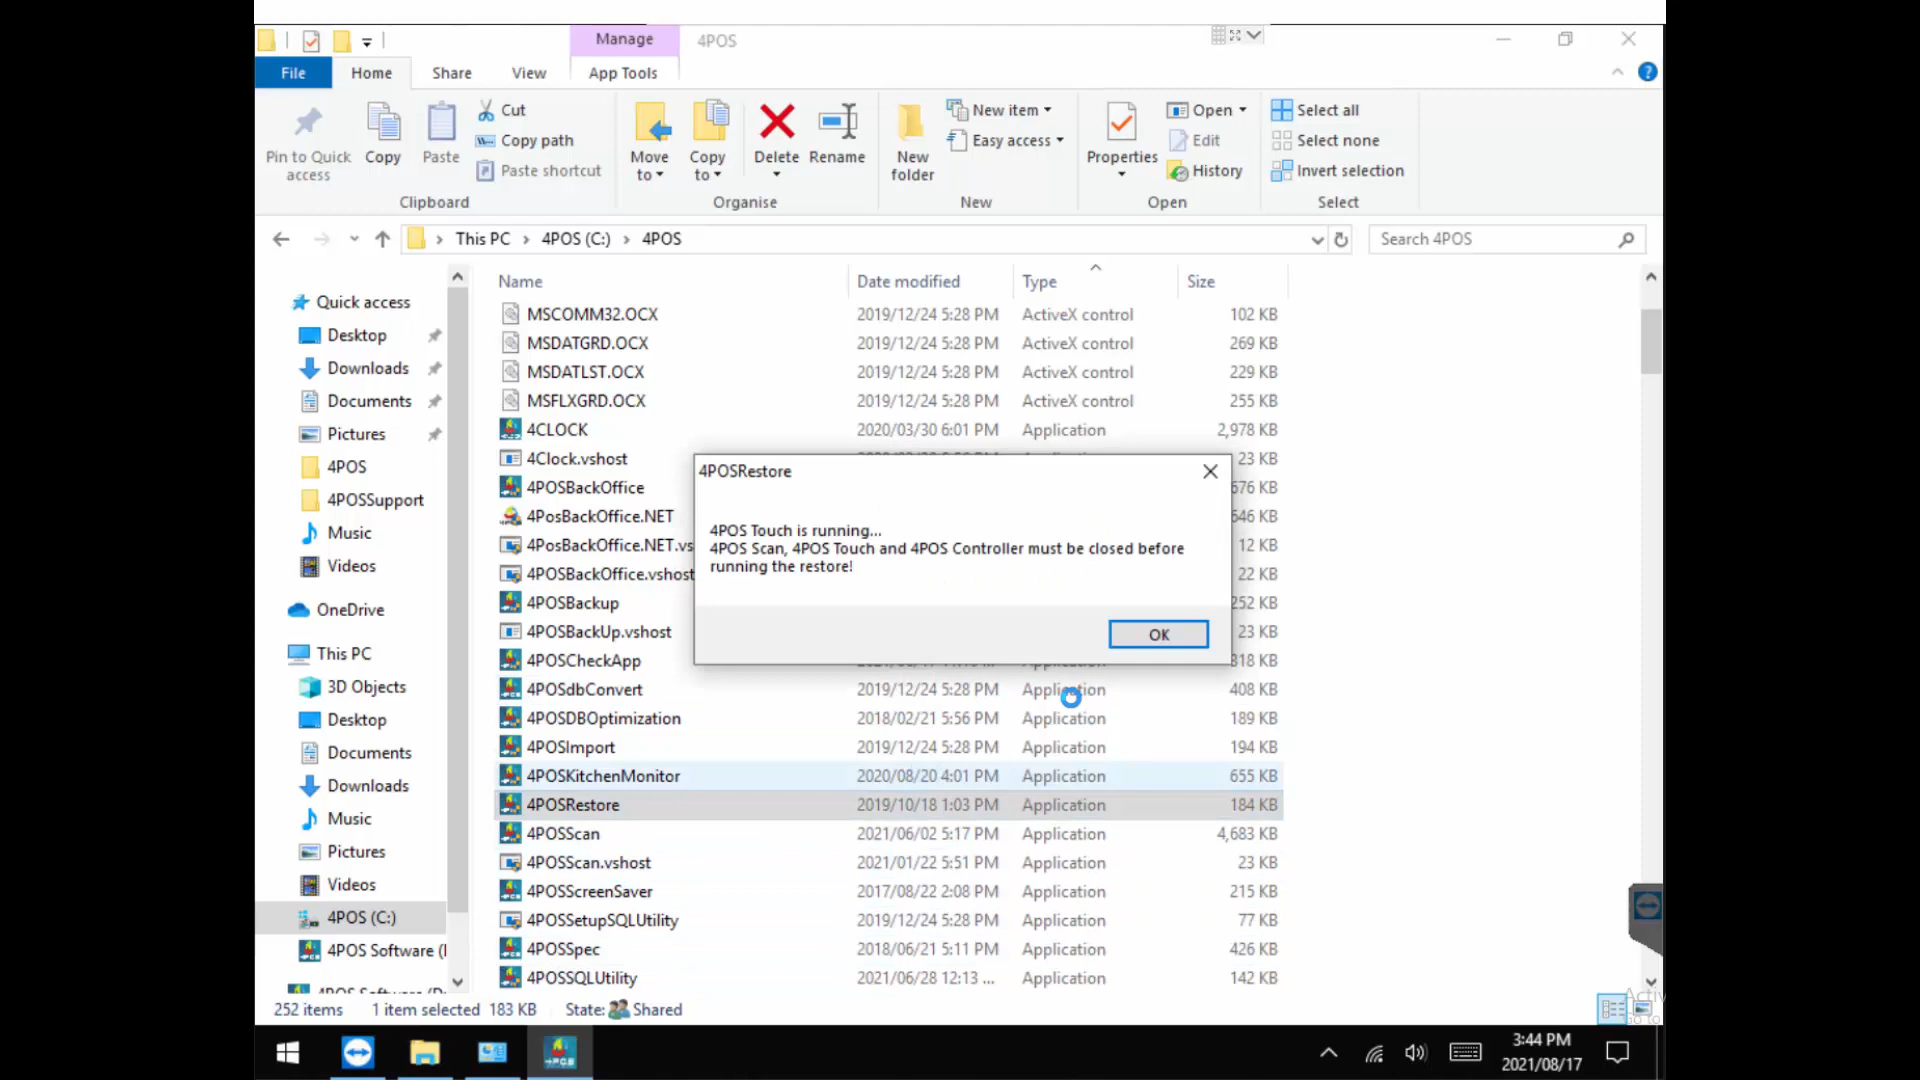 Manage
4POS
File
Home
Share
View
App Tools
Pin to Quick access
Copy
Paste
Cut
Copy path
Paste shortcut
Clipboard
Move to
Copy to
Delete
Rename
Organise
New folder
New item
Easy access
New
Properties
Open
Edit
History
Open
Select all
Select none
Invert selection
Select
This PC
4POS (C:)
4POS
Search 4POS
Quick access
Desktop
Downloads
Documents
Pictures
4POS
4POSSupport
Music
Videos
OneDrive
This PC
3D Objects
Desktop
Documents
Downloads
Music
Pictures
Videos
4POS (C:)
4POS Software (
Name Date modified Type Size
MSCOMM32.OCX 2019/12/24 5:28 PM ActiveX control 102 KB
MSDATGRD.OCX 2019/12/24 5:28 PM ActiveX control 269 KB
MSDATLST.OCX 2019/12/24 5:28 PM ActiveX control 229 KB
MSFLXGRD.OCX 2019/12/24 5:28 PM ActiveX control 255 KB
4CLOCK 2020/03/30 6:01 PM Application 2,978 KB
4Clock.vshost 23 KB
4POSBackOffice 676 KB
4PosBackOffice.NET 646 KB
4PosBackOffice.NET.vs 12 KB
4POSBackOffice.vshost 22 KB
4POSBackup 252 KB
4POSBackUp.vshost 23 KB
4POSCheckApp 818 KB
4POSdbConvert 2019/12/24 5:28 PM Application 408 KB
4POSDBOptimization 2018/02/21 5:56 PM Application 189 KB
4POSImport 2019/12/24 5:28 PM Application 194 KB
4POSKitchenMonitor 2020/08/20 4:01 PM Application 655 KB
4POSRestore 2019/10/18 1:03 PM Application 184 KB
4POSScan 2021/06/02 5:17 PM Application 4,683 KB
4POSScan.vshost 2021/01/22 5:51 PM Application 23 KB
4POSScreenSaver 2017/08/22 2:08 PM Application 215 KB
4POSSetupSQLUtility 2019/12/24 5:28 PM Application 77 KB
4POSSpec 2018/06/21 5:11 PM Application 426 KB
4POSSQLUtility 2021/06/28 12:13 ... Application 142 KB
4POSRestore
4POS Touch is running...
4POS Scan, 4POS Touch and 4POS Controller must be closed before
running the restore!
OK
252 items 1 item selected 183 KB State: Shared
3:44 PM
2021/08/17